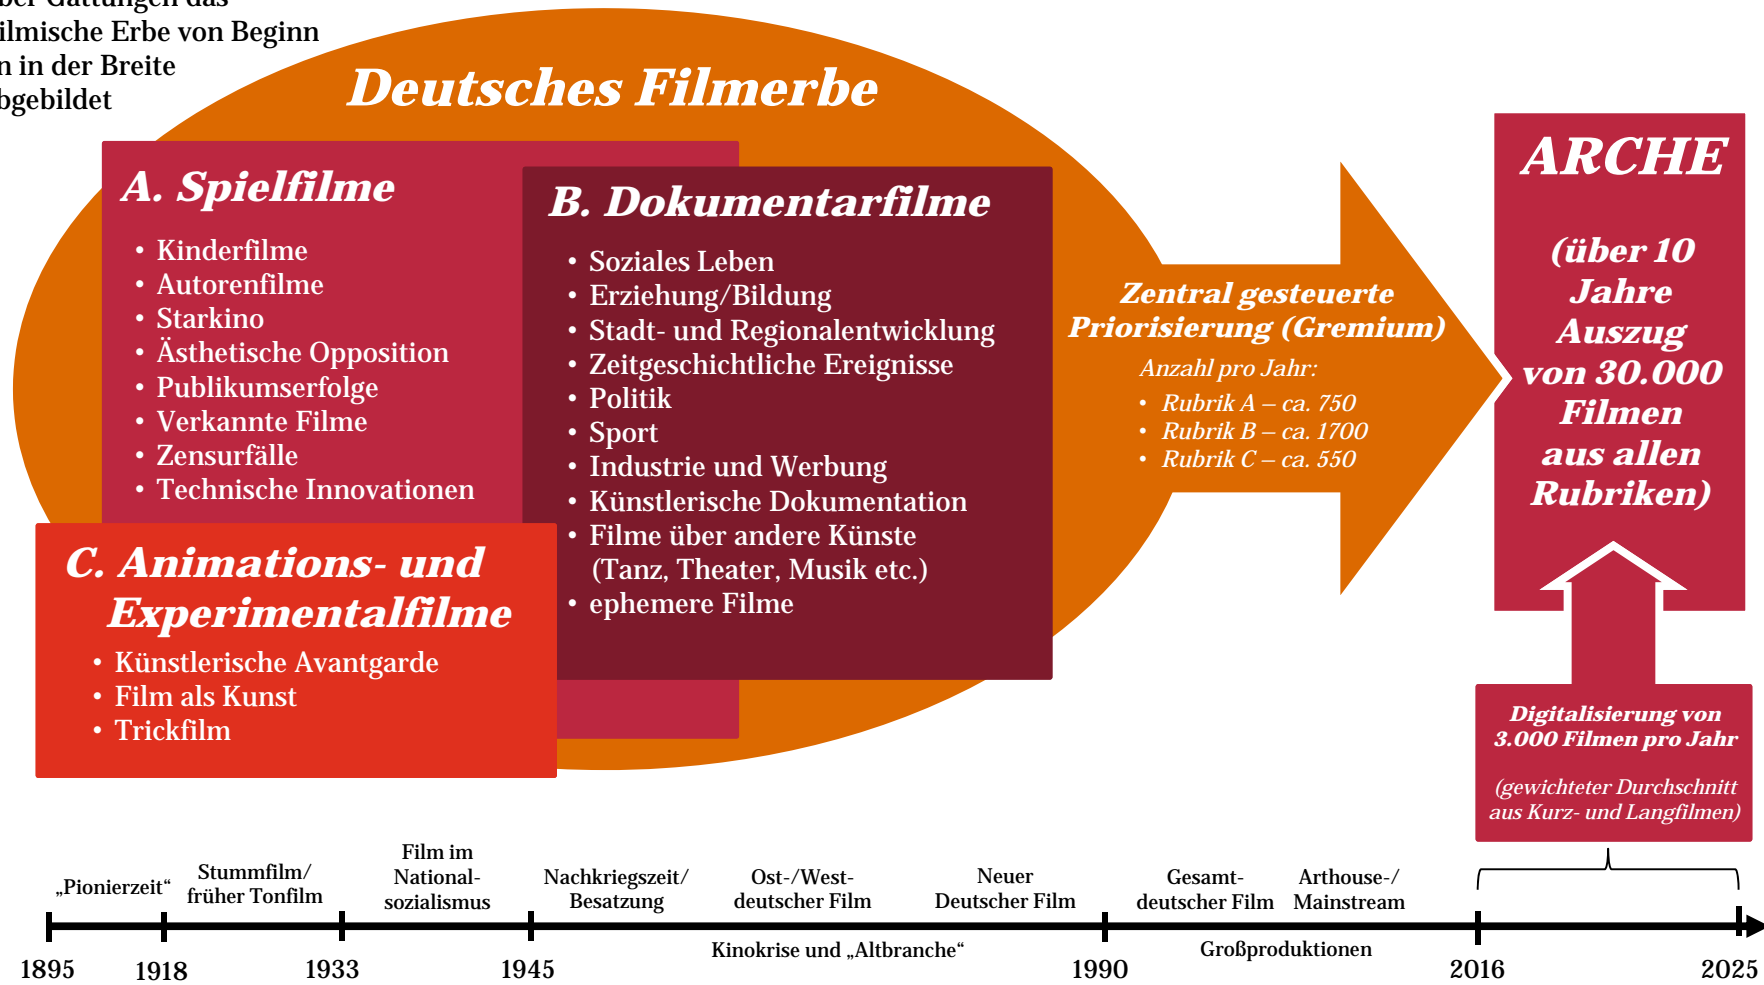 ber Gattungen das
ilmische Erbe von Beginn
n in der Breite
bgebildet
Deutsches Filmerbe
A. Spielfilme
• Kinderfilme
• Autorenfilme
• Starkino
• Ästhetische Opposition
• Publikumserfolge
• Verkannte Filme
• Zensurfälle
• Technische Innovationen
B. Dokumentarfilme
• Soziales Leben
• Erziehung/Bildung
• Stadt- und Regionalentwicklung
• Zeitgeschichtliche Ereignisse
• Politik
• Sport
• Industrie und Werbung
• Künstlerische Dokumentation
• Filme über andere Künste
(Tanz, Theater, Musik etc.)
• ephemere Filme
C. Animations- und
Experimentalfilme
• Künstlerische Avantgarde
• Film als Kunst
• Trickfilm
Zentral gesteuerte
Priorisierung (Gremium)
Anzahl pro Jahr:
• Rubrik A – ca. 750
• Rubrik B – ca. 1700
• Rubrik C – ca. 550
ARCHE
(über 10
Jahre
Auszug
von 30.000
Filmen
aus allen
Rubriken)
Digitalisierung von
3.000 Filmen pro Jahr
(gewichteter Durchschnitt
aus Kurz- und Langfilmen)
„Pionierzeit“
Stummfilm/
früher Tonfilm
Film im
National-
sozialismus
Nachkriegszeit/
Besatzung
Ost-/West-
deutscher Film
Neuer
Deutscher Film
Gesamt-
deutscher Film
Arthouse-/
Mainstream
Kinokrise und „Altbranche“
Großproduktionen
1895
1918
1933
1945
1990
2016
2025